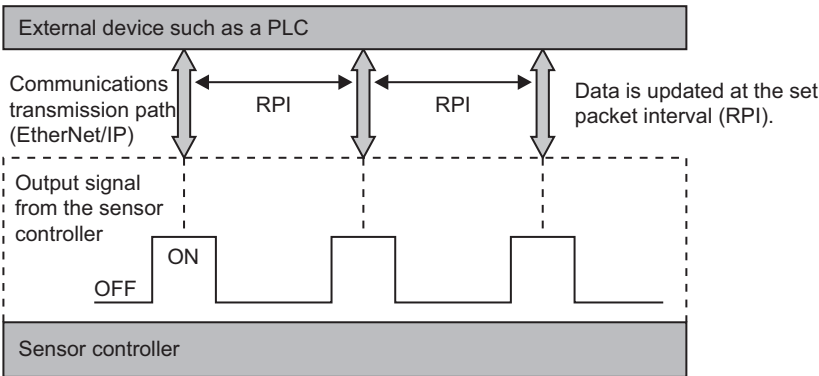 External device such as a PLC
Communications
transmission path
(EtherNet/IP)
RPI
RPI
Data is updated at the set
packet interval (RPI).
Output signal
from the sensor
controller
ON
OFF
Sensor controller